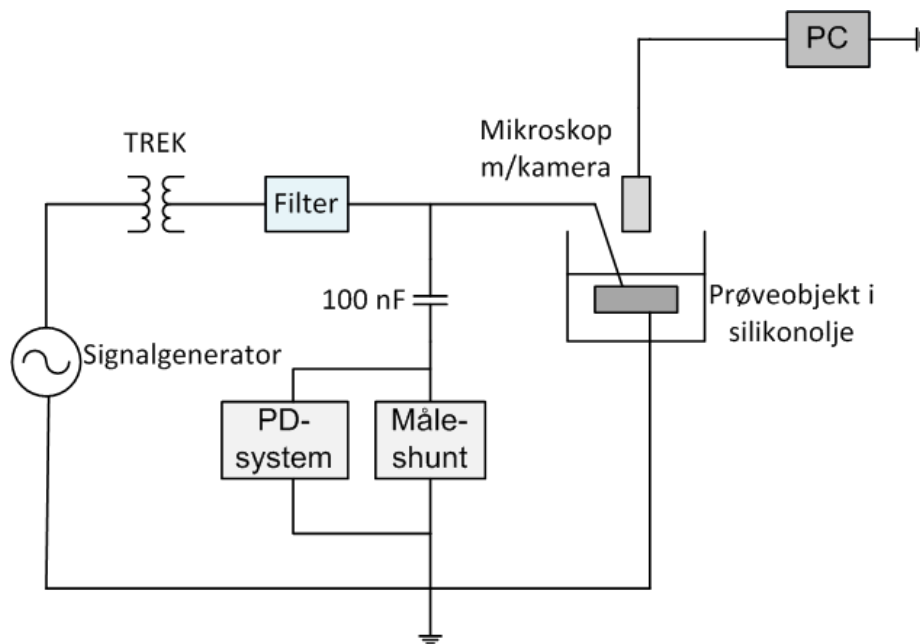 PC
Mikroskop
m/kamera
TREK
Filter
100 nF
Prøveobjekt i
silikonolje
Signalgenerator
PD-
system
Måle-
shunt